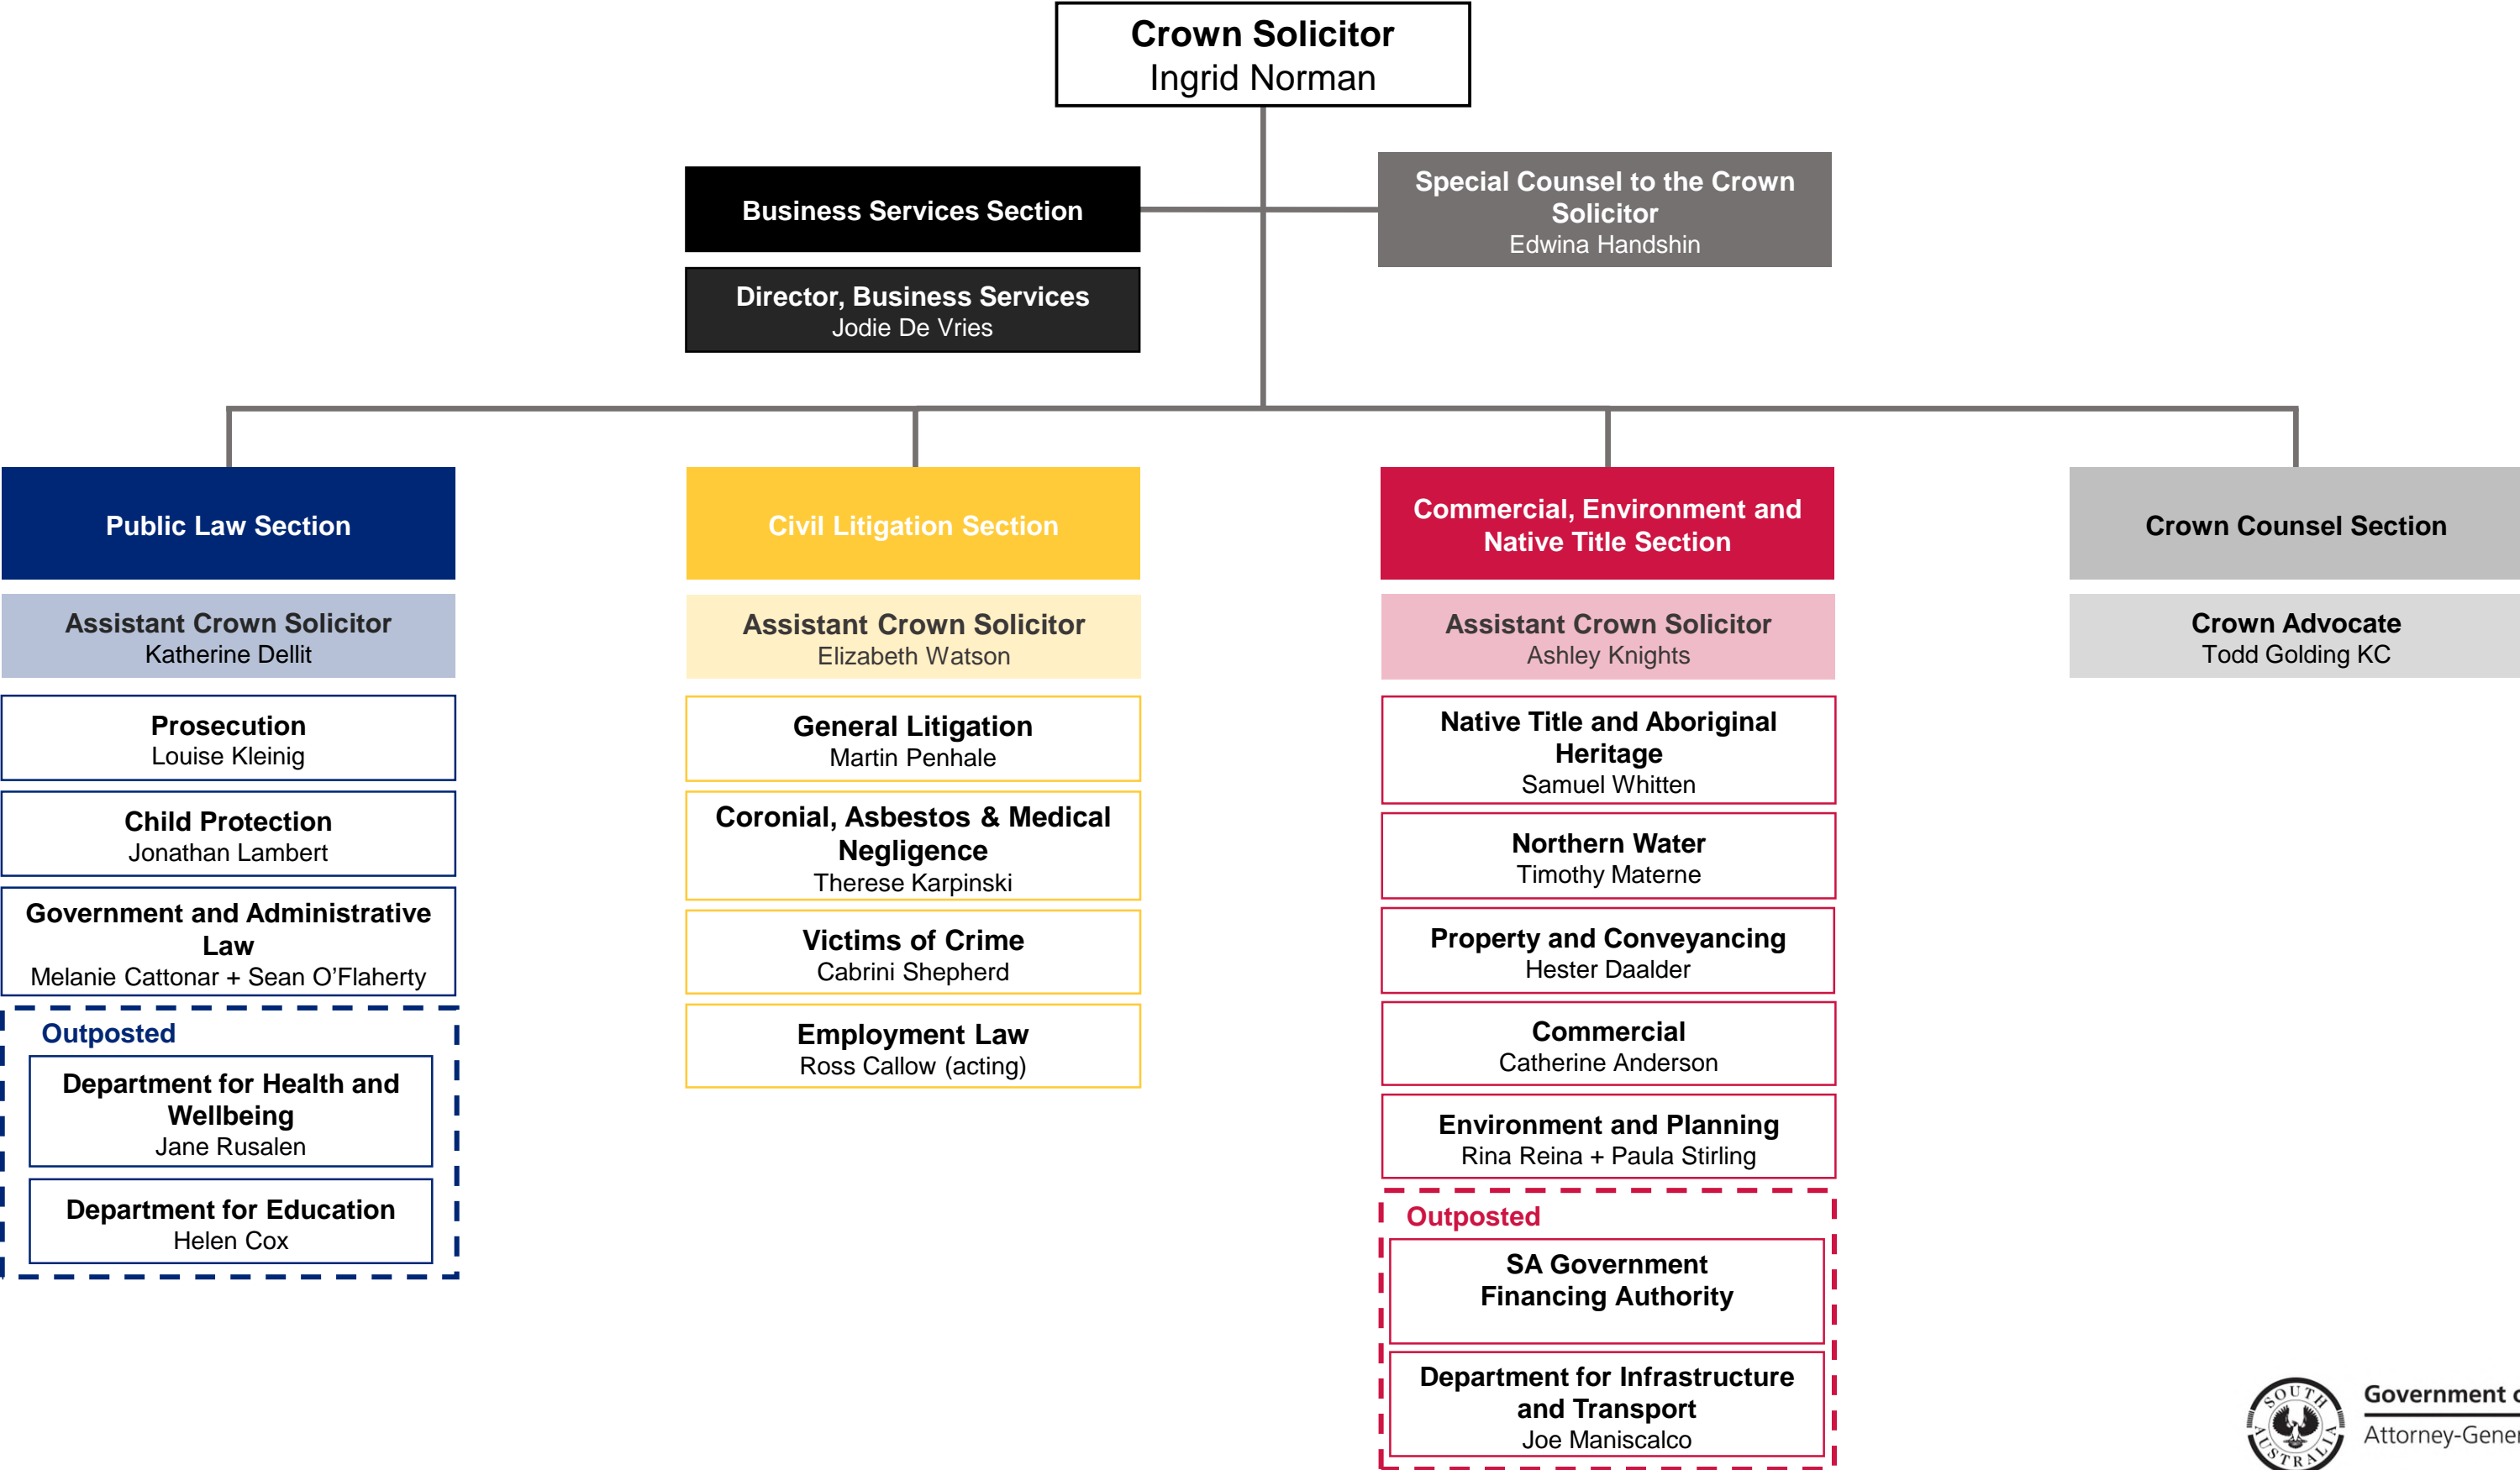 Crown Solicitor
Ingrid Norman
Business Services Section
Director, Business Services
Jodie De Vries
Special Counsel to the Crown
Solicitor
Edwina Handshin
Public Law Section
Assistant Crown Solicitor
Katherine Dellit
Prosecution
Louise Kleinig
Child Protection
Jonathan Lambert
Government and Administrative
Law
Melanie Cattonar + Sean O’Flaherty
Outposted
Department for Health and
Wellbeing
Jane Rusalen
Department for Education
Helen Cox
Civil Litigation Section
Assistant Crown Solicitor
Elizabeth Watson
General Litigation
Martin Penhale
Coronial, Asbestos & Medical
Negligence
Therese Karpinski
Victims of Crime
Cabrini Shepherd
Employment Law
Ross Callow (acting)
Commercial, Environment and
Native Title Section
Assistant Crown Solicitor
Ashley Knights
Native Title and Aboriginal
Heritage
Samuel Whitten
Northern Water
Timothy Materne
Property and Conveyancing
Hester Daalder
Commercial
Catherine Anderson
Environment and Planning
Rina Reina + Paula Stirling
Outposted
SA Government
Financing Authority
Department for Infrastructure
and Transport
Joe Maniscalco
Crown Counsel Section
Crown Advocate
Todd Golding KC
SOUTH
AUSTRALIA
Government
Attorney-Gener